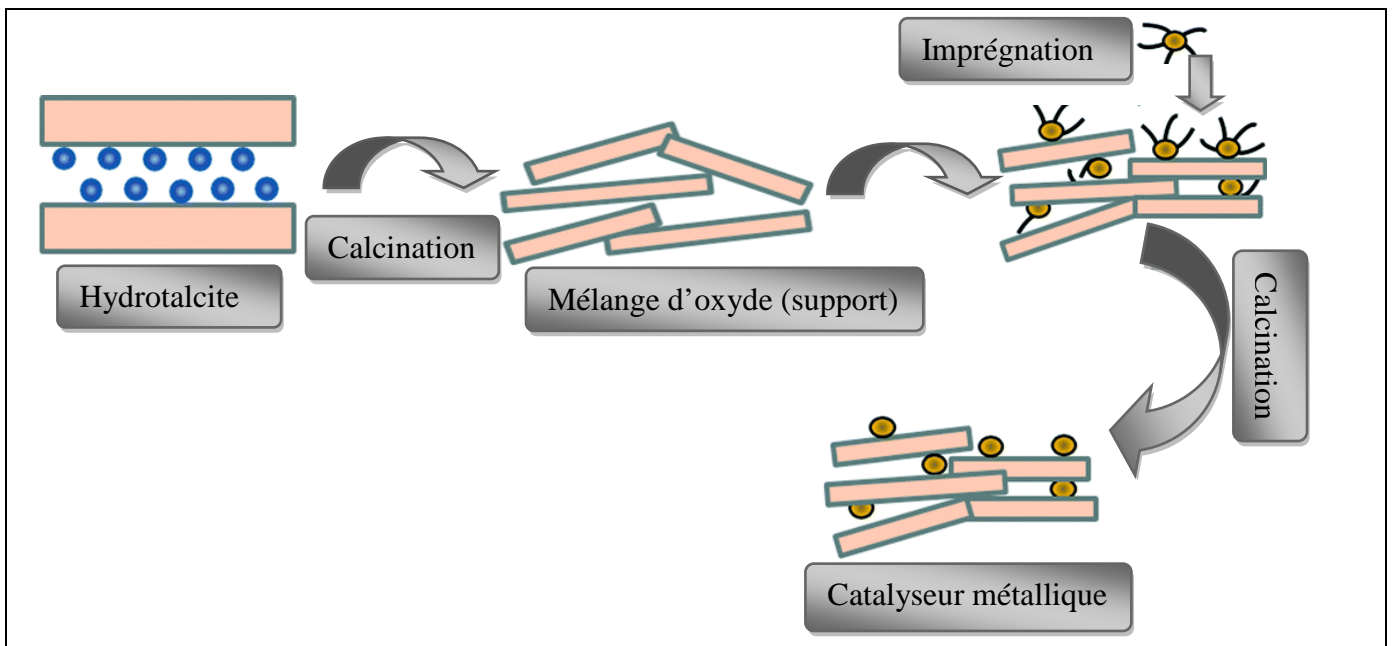 Imprégnation
Hydrotalcite
Calcination
Mélange d’oxyde (support)
Calcination
Catalyseur métallique